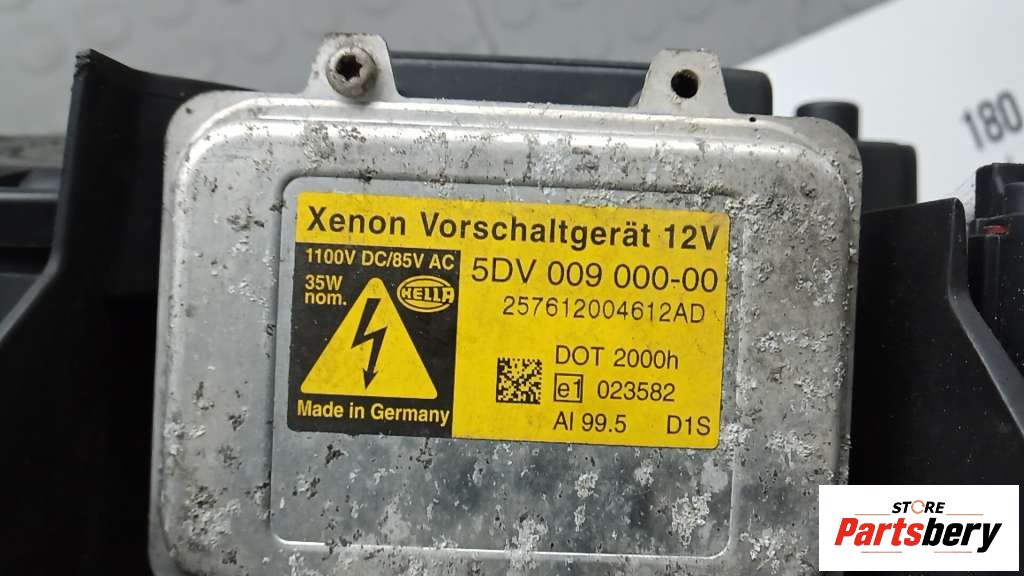 180
Xenon Vorschaltgerät 12V
1100V DC/85V AC
35W
nom.
HELLA
Made in Germany
5DV 009 000-00
257612004612AD
DOT 2000h
e1 023582
Al 99.5 D1S
STORE
Partsbery